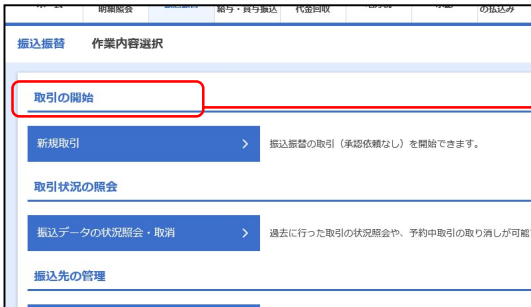 明細照会 振込振替 給与・賞与振込 代金回収 の払込み
振込振替 作業内容選択
取引の開始
新規取引 > 振込振替の取引（承認依頼なし）を開始できます。
取引状況の照会
振込データの状況照会・取消 > 過去に行った取引の状況照会や、予約中取引の取り消しが可能
振込先の管理